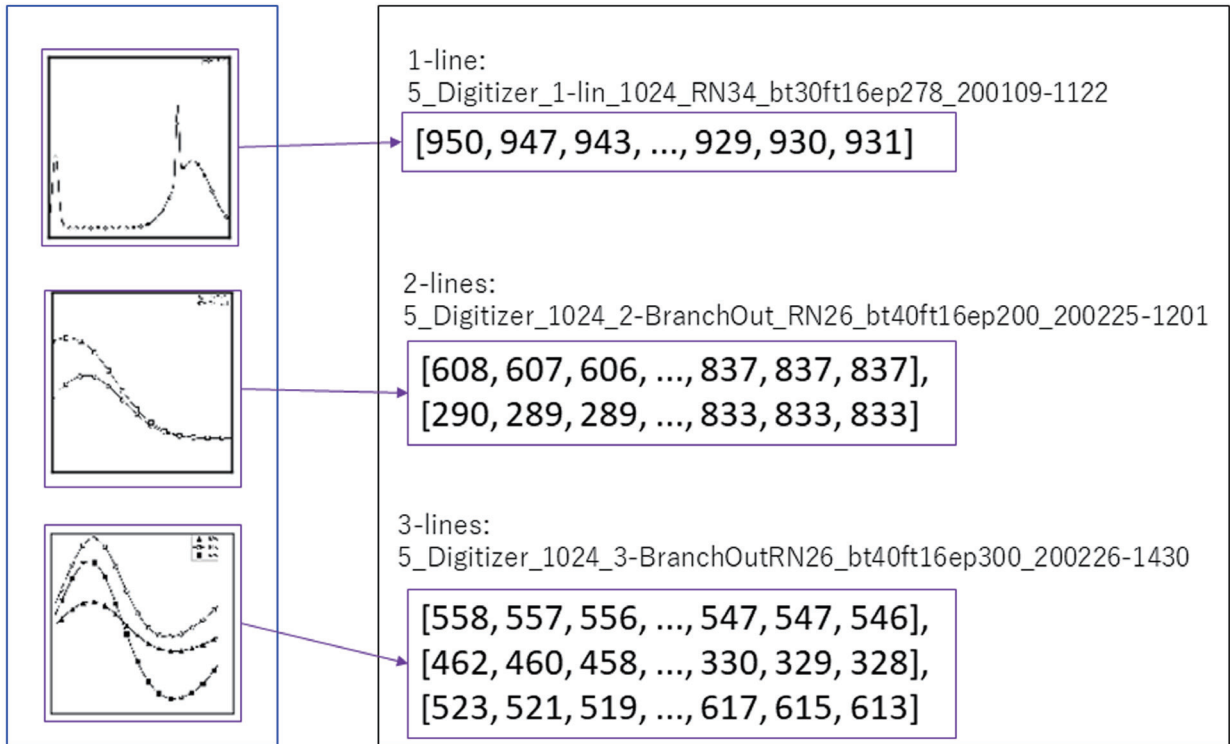 1-line:
5_Digitizer_1-lin_1024_RN34_bt30ft16ep278_200109-1122
[950, 947, 943, ..., 929, 930, 931]
2-lines:
5_Digitizer_1024_2-BranchOut_RN26_bt40ft16ep200_200225-1201
[608, 607, 606, ..., 837, 837, 837],
[290, 289, 289, ..., 833, 833, 833]
3-lines:
5_Digitizer_1024_3-BranchOutRN26_bt40ft16ep300_200226-1430
[558, 557, 556, ..., 547, 547, 546],
[462, 460, 458, ..., 330, 329, 328],
[523, 521, 519, ..., 617, 615, 613]